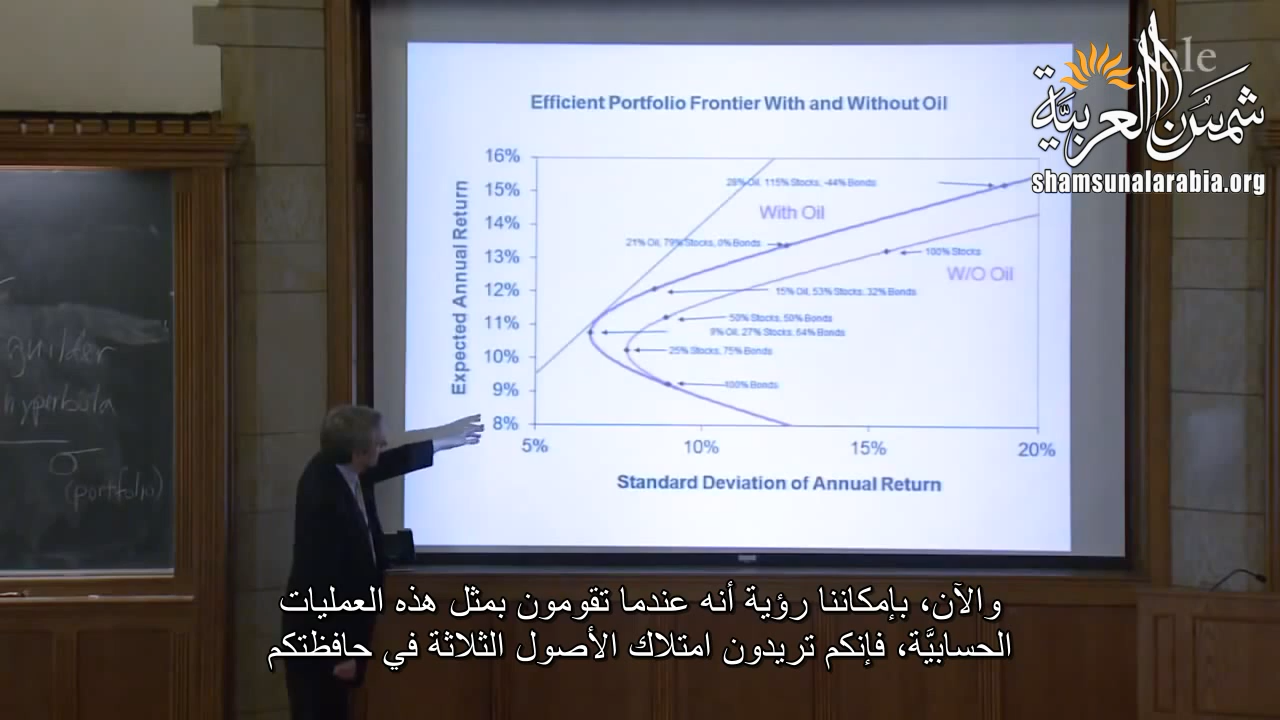 Yale
شمسُ العربيَّة
shamsunalarabia.org
Efficient Portfolio Frontier With and Without Oil
Expected Annual Return
16%
15%
14%
13%
12%
11%
10%
9%
8%
28% Oil, 115% Stocks, -44% Bonds
With Oil
21% Oil, 79% Stocks, 0% Bonds
100% Stocks
W/O Oil
15% Oil, 53% Stocks, 32% Bonds
50% Stocks, 50% Bonds
9% Oil, 27% Stocks, 64% Bonds
25% Stocks, 75% Bonds
100% Bonds
5%
10%
15%
20%
Standard Deviation of Annual Return
guilder
hyperbola
σ
(portfolio)
والآن، بإمكاننا رؤية أنه عندما تقومون بمثل هذه العمليات
الحسابيَّة، فإنكم تريدون امتلاك الأصول الثلاثة في حافظتكم